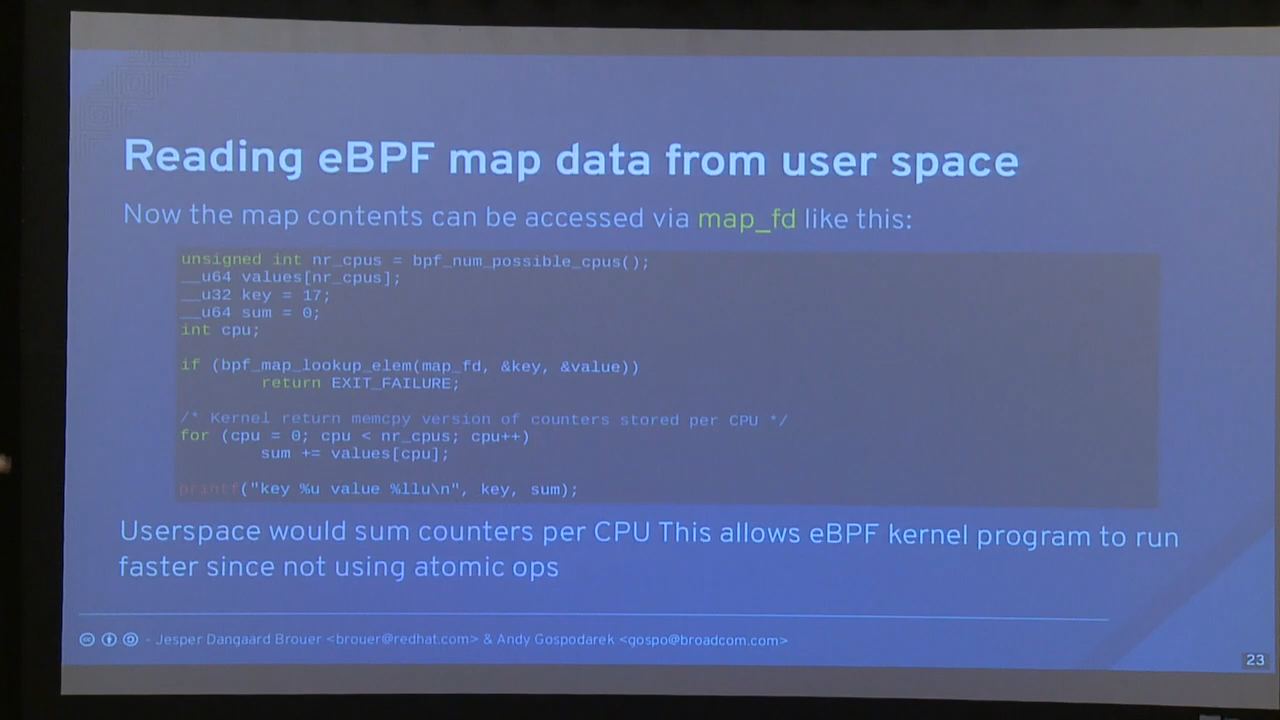 Reading eBPF map data from user space
Now the map contents can be accessed via map_fd like this:
unsigned int nr_cpus = bpf_num_possible_cpus();
__u64 values[nr_cpus];
__u32 key = 17;
__u64 sum = 0;
int cpu;
if (bpf_map_lookup_elem(map_fd, &key, &value))
return EXIT_FAILURE;
/* Kernel return memcpy version of counters stored per CPU */
for (cpu = 0; cpu < nr_cpus; cpu++)
sum += values[cpu];
printf("key %u value %llu\n", key, sum);
Userspace would sum counters per CPU This allows eBPF kernel program to run
faster since not using atomic ops
- Jesper Dangaard Brouer <brouer@redhat.com> & Andy Gospodarek <gospo@broadcom.com>
23